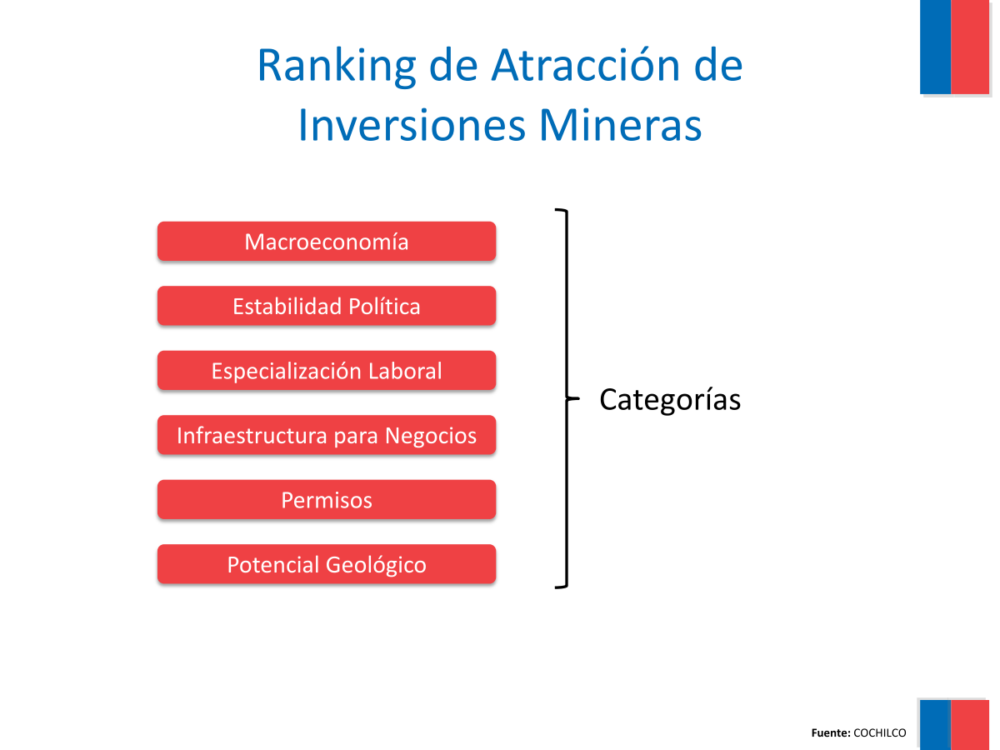 Ranking de Atracción de
Inversiones Mineras
Macroeconomía
Estabilidad Política
Especialización Laboral
Infraestructura para Negocios
Permisos
Potencial Geológico
Categorías
Fuente: COCHILCO